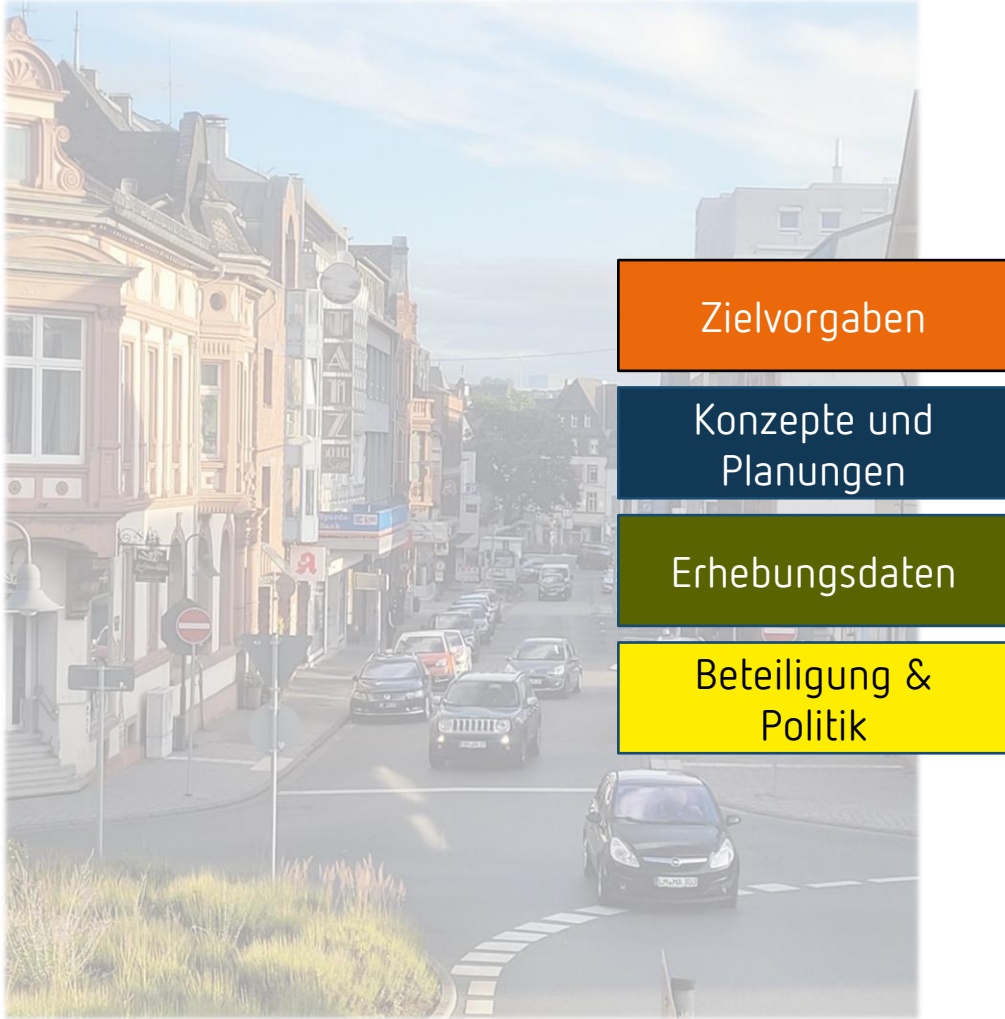 Zielvorgaben
Konzepte und
Planungen
Erhebungsdaten
Beteiligung &
Politik